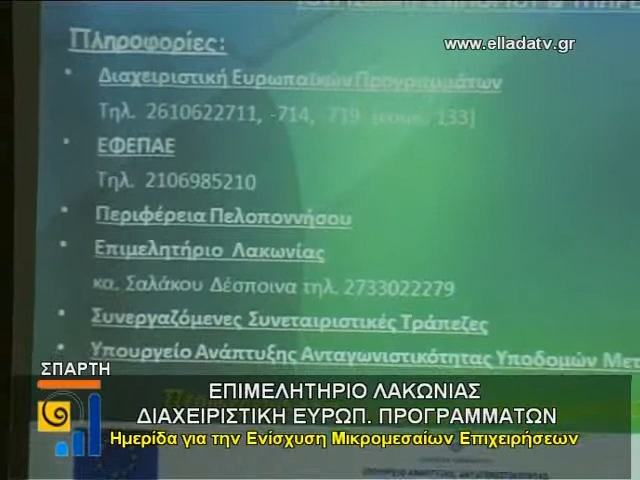 Πληροφορίες:
www.elladatv.gr
• Διαχειριστική Ευρωπαϊκών Προγραμμάτων
Τηλ. 2610622711, -714, -719 133]
• ΕΦΕΠΑΕ
Τηλ. 2106985210
• Περιφέρεια Πελοποννήσου
• Επιμελητήριο Λακωνίας
κα. Σαλάκου Δέσποινα τηλ. 2733022279
• Συνεργαζόμενες Συνεταιριστικές Τράπεζες
• Υπουργείο Ανάπτυξης Ανταγωνιστικότητας Υποδομών Μετ
ΣΠΑΡΤΗ
ΕΠΙΜΕΛΗΤΗΡΙΟ ΛΑΚΩΝΙΑΣ
ΔΙΑΧΕΙΡΙΣΤΙΚΗ ΕΥΡΩΠ. ΠΡΟΓΡΑΜΜΑΤΩΝ
Ημερίδα για την Ενίσχυση Μικρομεσαίων Επιχειρήσεων